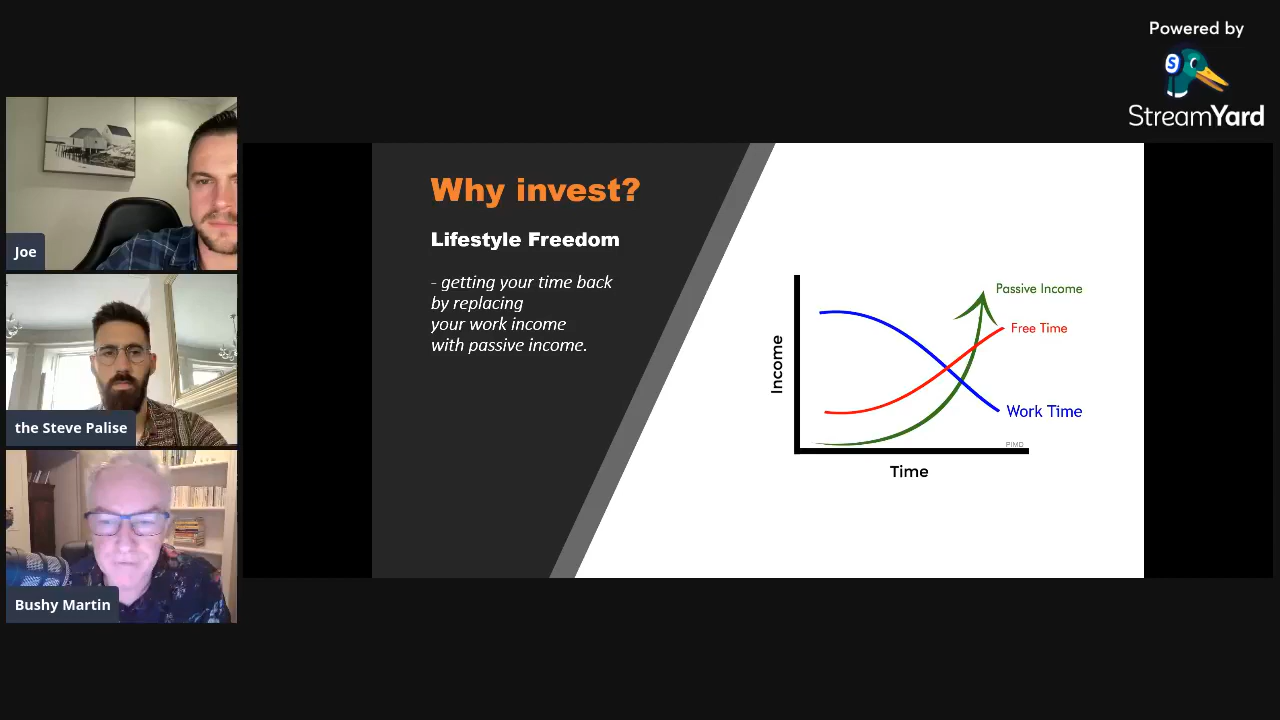 Powered by
StreamYard
Joe
the Steve Palise
Bushy Martin
Why invest?
Lifestyle Freedom
- getting your time back
by replacing
your work income
with passive income.
Income
Passive Income
Free Time
Work Time
PIMD
Time